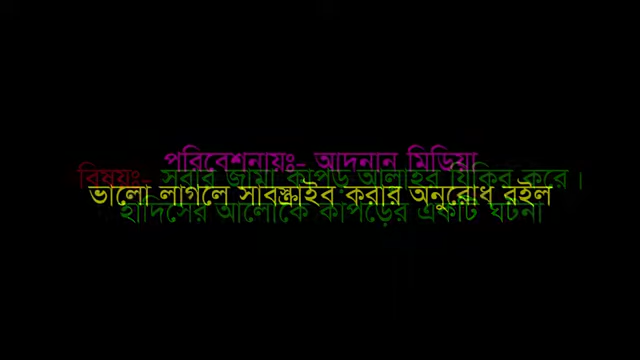 পরিবেশনায়ঃ- আদনান মিডিয়া
বিষয়ঃ- সবার জামা কাপড় আল্লাহর যিকির করে।
ভালো লাগলে সাবস্ক্রাইব করার অনুরোধ রইল
হাদিসের আলোকে কাপড়ের একটি ঘটনা